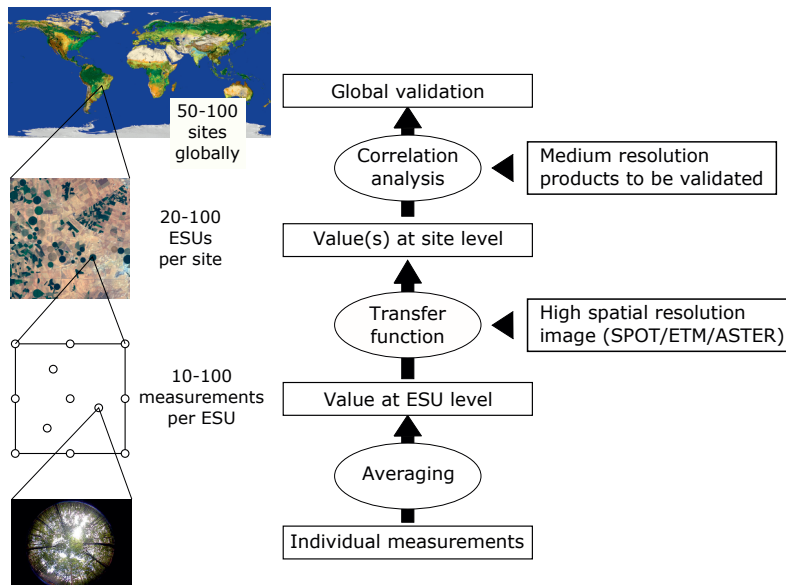 50-100
sites
globally
20-100
ESUs
per site
10-100
measurements
per ESU
Global validation
Correlation
analysis
Medium resolution
products to be validated
Value(s) at site level
Transfer
function
High spatial resolution
image (SPOT/ETM/ASTER)
Value at ESU level
Averaging
Individual measurements